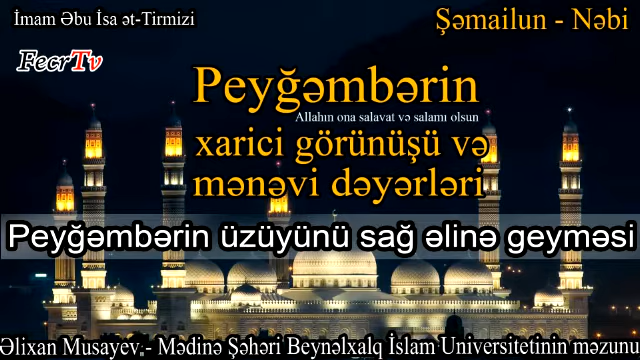 İmam Əbu İsa ət-Tirmizi
Şəmailun - Nəbi
FecrTv
Peyğəmbərin
Allahın ona salavat və salamı olsun
xarici görünüşü və
mənəvi dəyərləri
Peyğəmbərin üzüyünü sağ əlinə geyməsi
Əlixan Musayev - Mədinə Şəhəri Beynəlxalq İslam Universitetinin məzunu